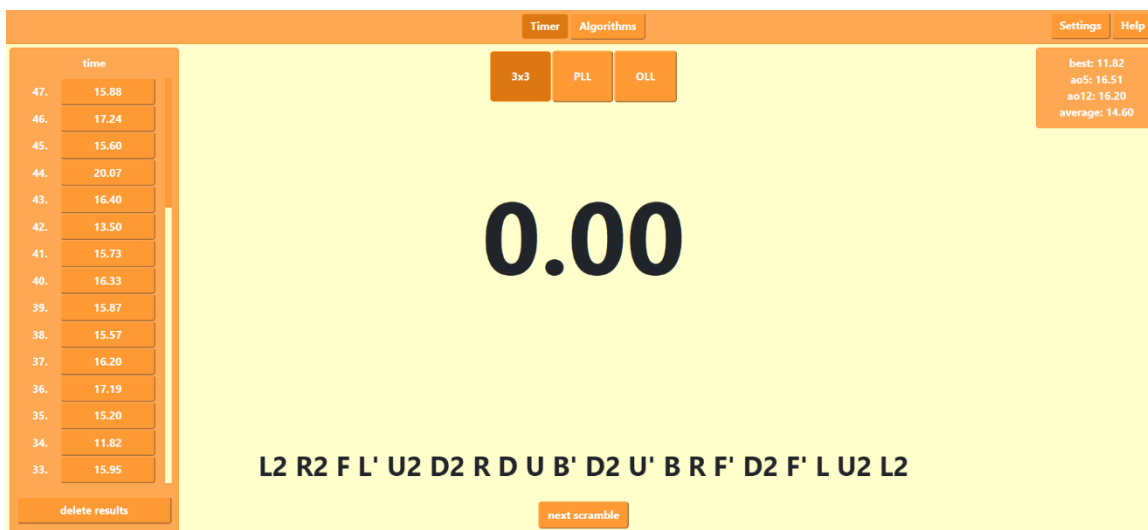 Timer Algorithms Settings Help
time
47. 15.88
46. 17.24
45. 15.60
44. 20.07
43. 16.40
42. 13.50
41. 15.73
40. 16.33
39. 15.87
38. 15.57
37. 16.20
36. 17.19
35. 15.20
34. 11.82
33. 15.95
delete results
3x3 PLL OLL
0.00
L2 R2 F L' U2 D2 R D U B' D2 U' B R F' D2 F' L U2 L2
next scramble
best: 11.82
ao5: 16.51
ao12: 16.20
average: 14.60